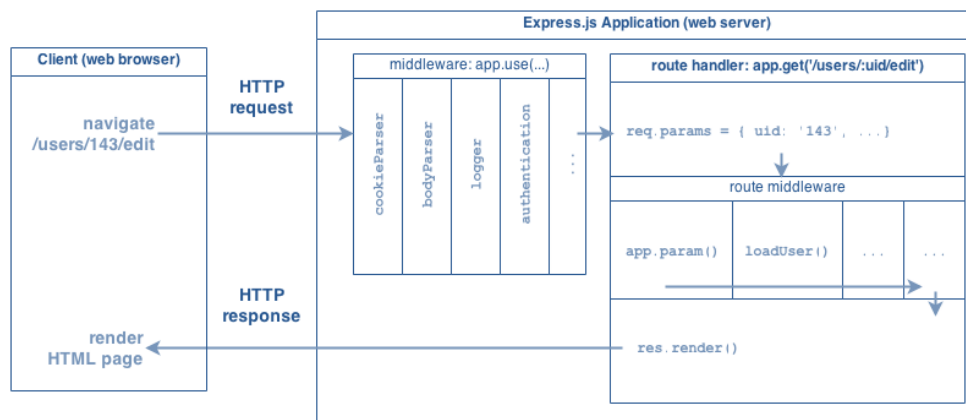 Express.js Application (web server)
Client (web browser)
navigate
/users/143/edit
HTTP
request
middleware: app.use(...)
cookieParser
bodyParser
logger
authentication
...
route handler: app.get('/users/:uid/edit')
req.params = { uid: '143', ...}
route middleware
app.param()
loadUser()
...
...
res.render()
HTTP
response
render
HTML page